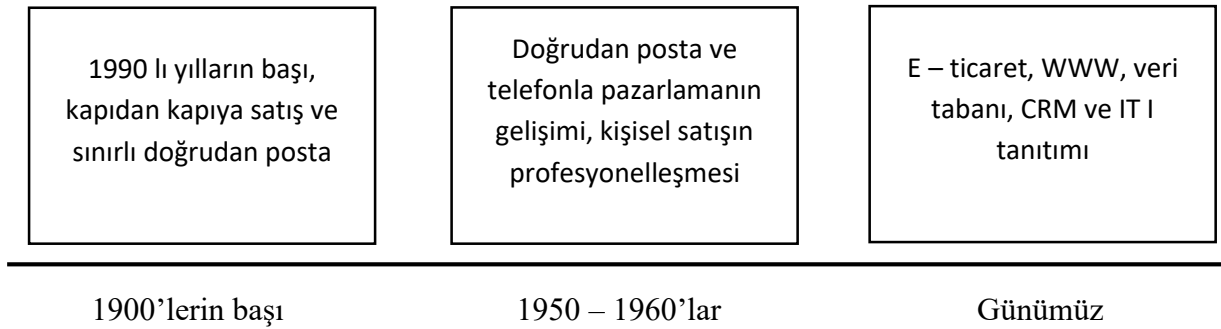 1990 lı yılların başı,
kapıdan kapıya satış ve
sınırlı doğrudan posta
Doğrudan posta ve
telefonla pazarlamanın
gelişimi, kişisel satışın
profesyonelleşmesi
E – ticaret, WWW, veri
tabanı, CRM ve IT I
tanıtımı
1900’lerin başı
1950 – 1960’lar
Günümüz